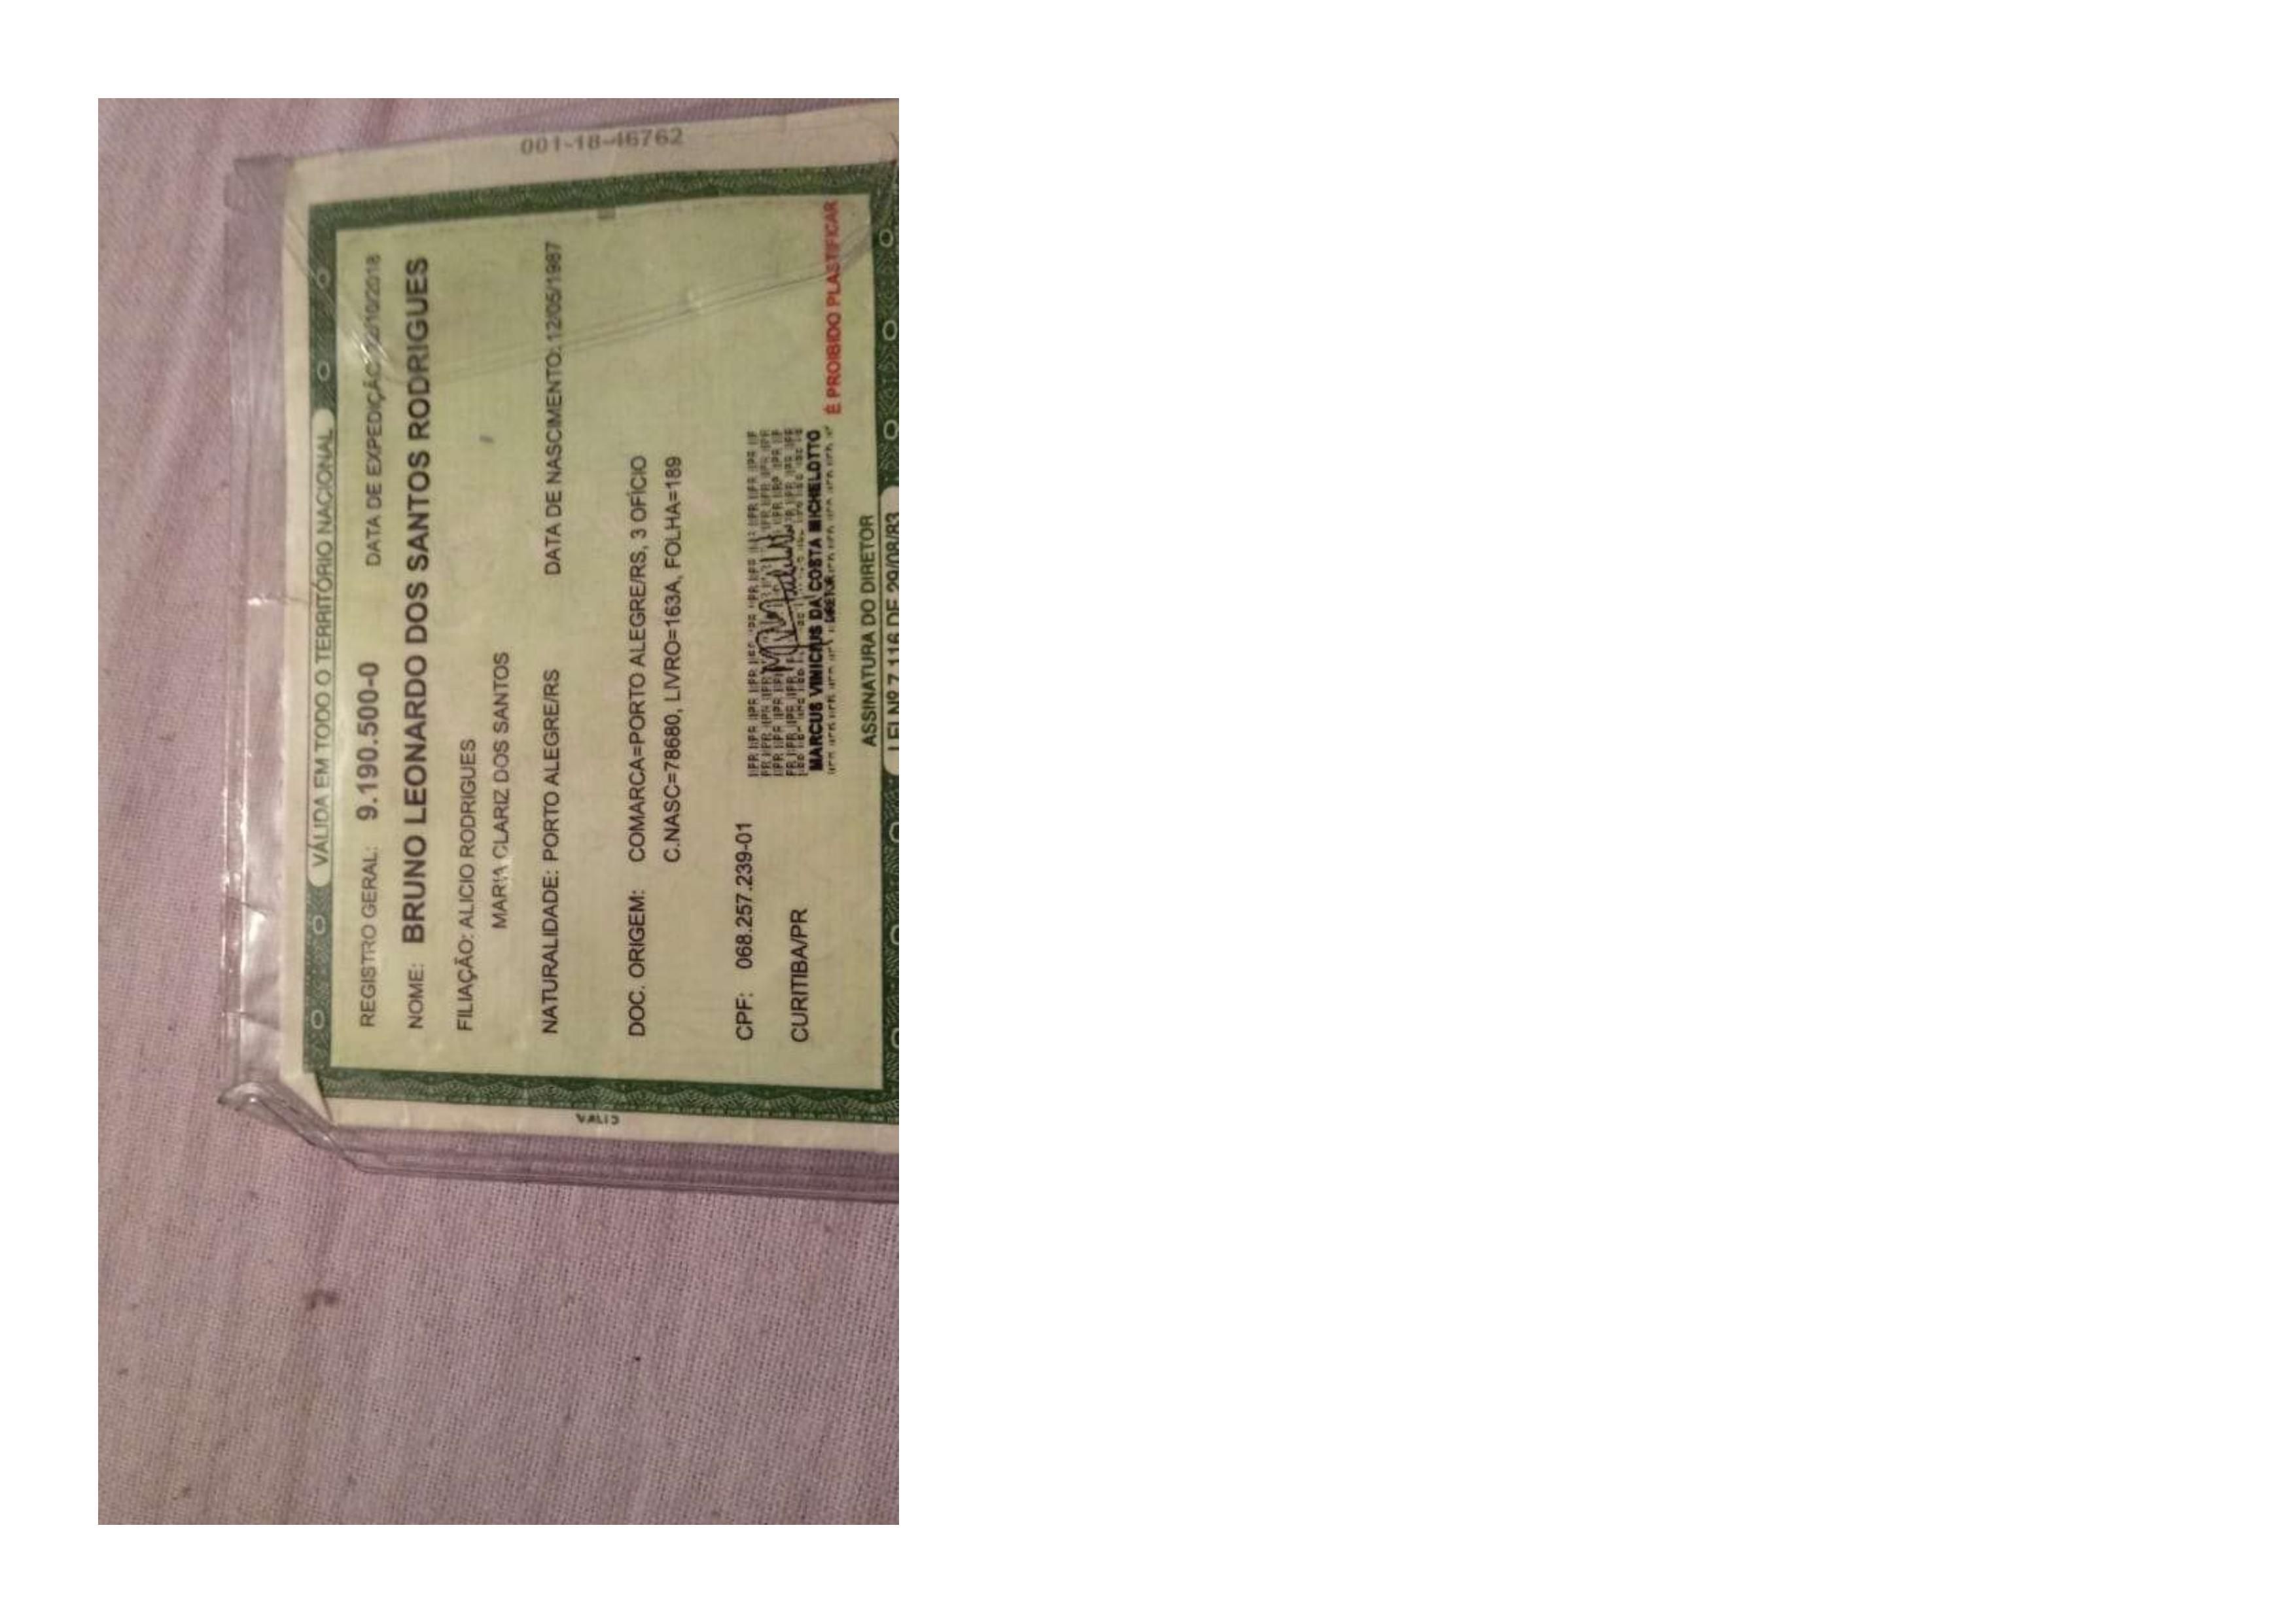 001-18-46762
VÁLIDA EM TODO O TERRITÓRIO NACIONAL
REGISTRO GERAL: 9.190.500-0 DATA DE EXPEDIÇÃO: /10/2018
NOME: BRUNO LEONARDO DOS SANTOS RODRIGUES
FILIAÇÃO: ALICIO RODRIGUES
MARIA CLARIZ DOS SANTOS
NATURALIDADE: PORTO ALEGRE/RS DATA DE NASCIMENTO: 12/05/1987
DOC. ORIGEM: COMARCA=PORTO ALEGRE/RS, 3 OFÍCIO
C.NASC=78680, LIVRO=163A, FOLHA=189
CPF: 068.257.239-01
CURITIBA/PR
MARCUS VINICIUS DA COSTA MICHELOTTO
DIRETOR
É PROIBIDO PLASTIFICAR
ASSINATURA DO DIRETOR
LEI Nº 7.116 DE 29/08/83
VALID